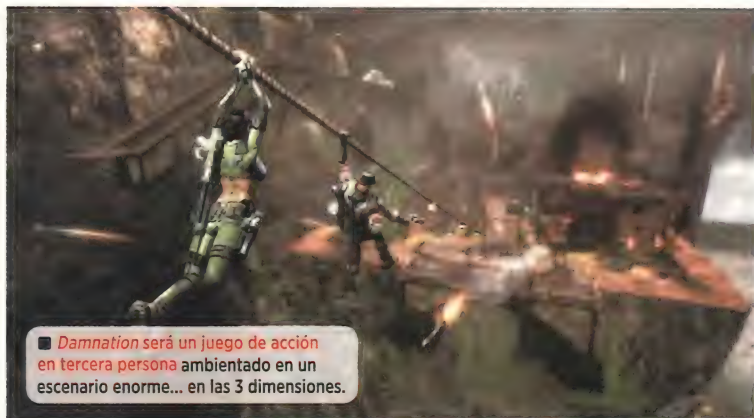 ■ Damnation será un juego de acción
en tercera persona ambientado en un
escenario enorme... en las 3 dimensiones.